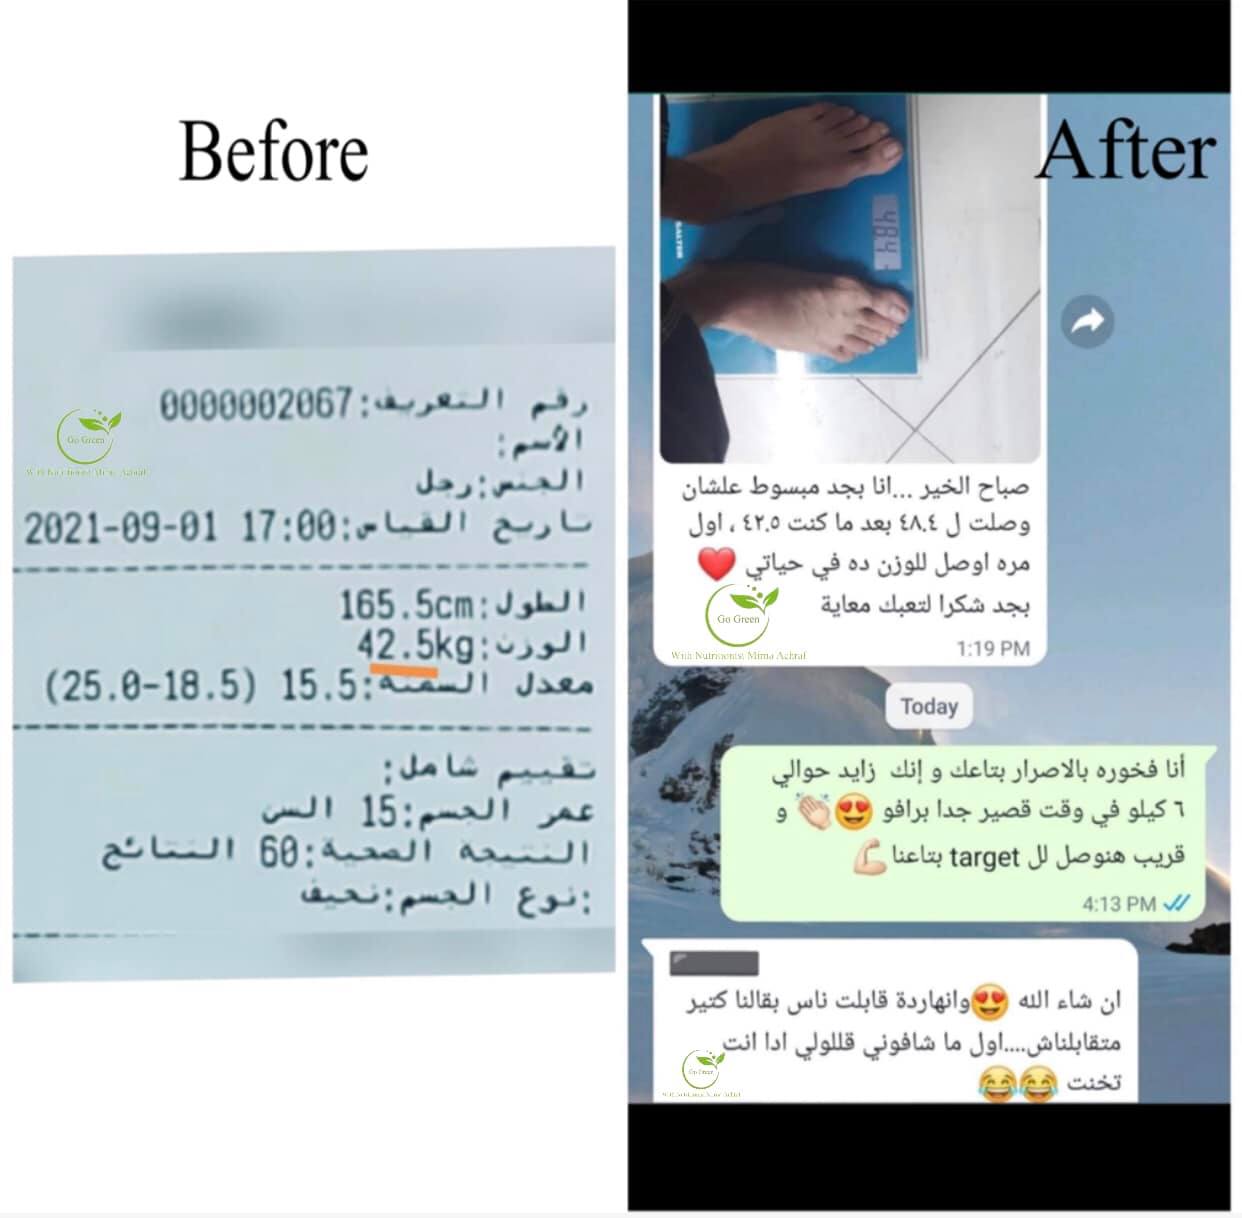 Before
رقم التعريف:0000002067
الأسم:
الجنس:رجل
تاريخ القياس:2021-09-01 17:00
الطول:165.5cm
الوزن:42.5kg
معدل السمنة:15.5 (18.5-25.0)
تقييم شامل:
عمر الجسم:15 السن
النتيجة الصحية:60 النتائج
نوع الجسم:نحيف:
Go Green
With Nutritionist Mirna Achraf
After
SALTER
48.4
صباح الخير ...انا بجد مبسوط علشان
وصلت ل ٤٨.٤ بعد ما كنت ٤٢.٥ ، اول
مره اوصل للوزن ده في حياتي ❤️
بجد شكرا لتعبك معاية
1:19 PM
Go Green
With Nutritionist Mirna Achraf
Today
أنا فخوره بالاصرار بتاعك و إنك زايد حوالي
٦ كيلو في وقت قصير جدا برافو 😍👏🏻 و
قريب هنوصل لل target بتاعنا💪🏻
4:13 PM
ان شاء الله 😍وانهاردة قابلت ناس بقالنا كتير
متقابلناش....اول ما شافوني قللولي ادا انت
تخنت 😂😂
Go Green
With Nutritionist Mirna Achraf